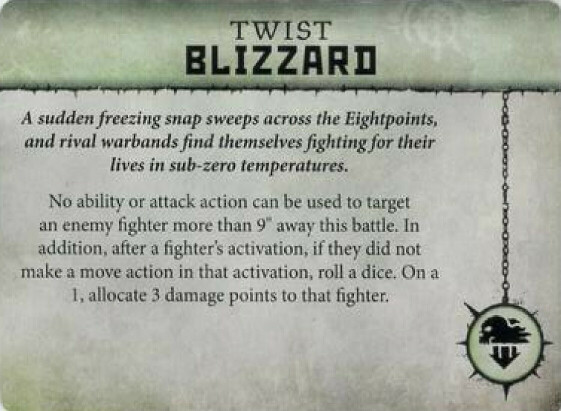 TWIST
BLIZZARD
A sudden freezing snap sweeps across the Eightpoints,
and rival warbands find themselves fighting for their
lives in sub-zero temperatures.
No ability or attack action can be used to target
an enemy fighter more than 9" away this battle. In
addition, after a fighter's activation, if they did not
make a move action in that activation, roll a dice. On a
1, allocate 3 damage points to that fighter.